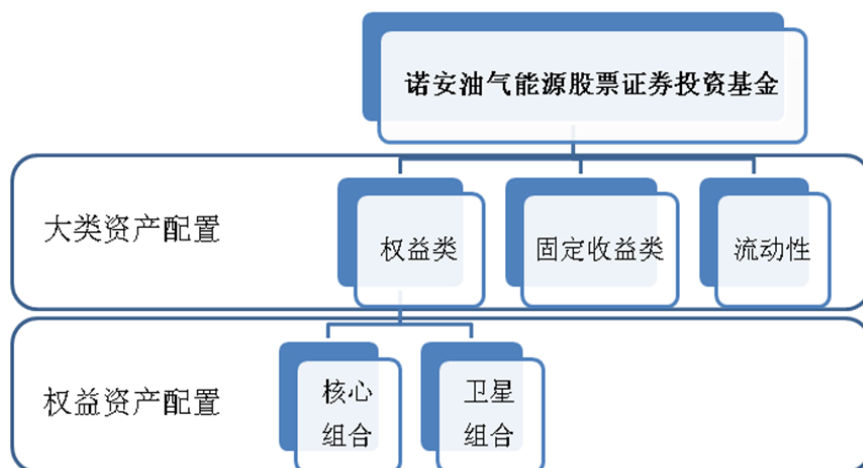 诺安油气能源股票证券投资基金
大类资产配置
权益类
固定收益类
流动性
权益资产配置
核心
组合
卫星
组合